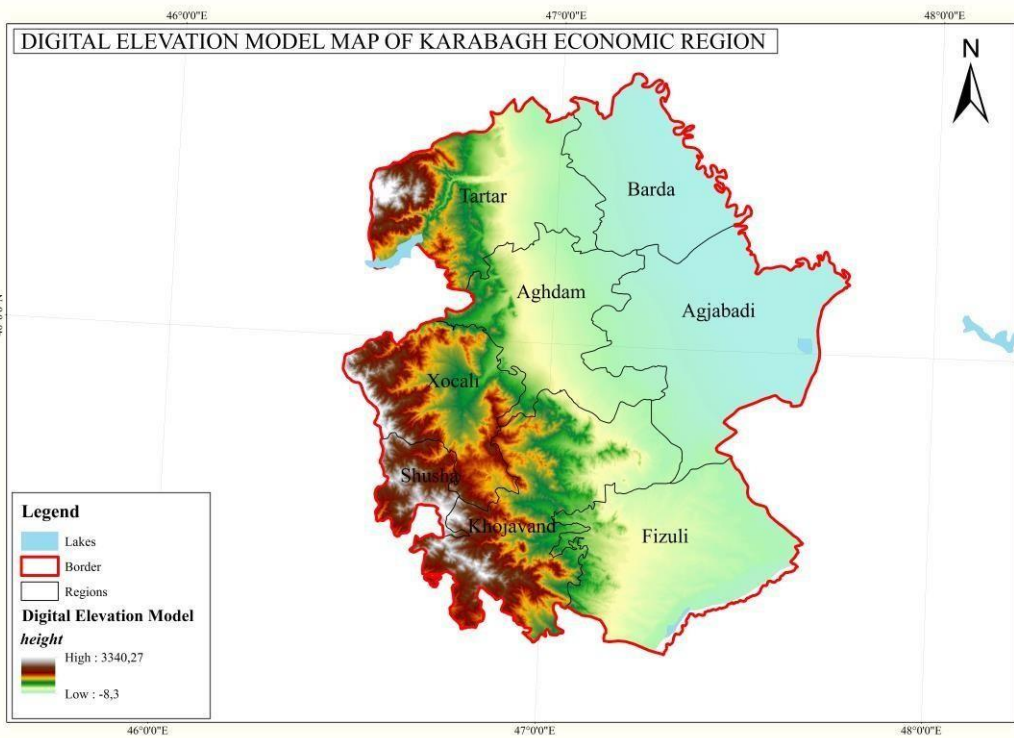 46°0'0"E
47°0'0"E
48°0'0"E
DIGITAL ELEVATION MODEL MAP OF KARABAGH ECONOMIC REGION
N
Barda
Tartar
Aghdam
Agjabadi
Xocalı
Shusha
Khojavand
Fizuli
Legend
Lakes
Border
Regions
Digital Elevation Model
height
High : 3340,27
Low : -8,3
46°0'0"E
47°0'0"E
48°0'0"E